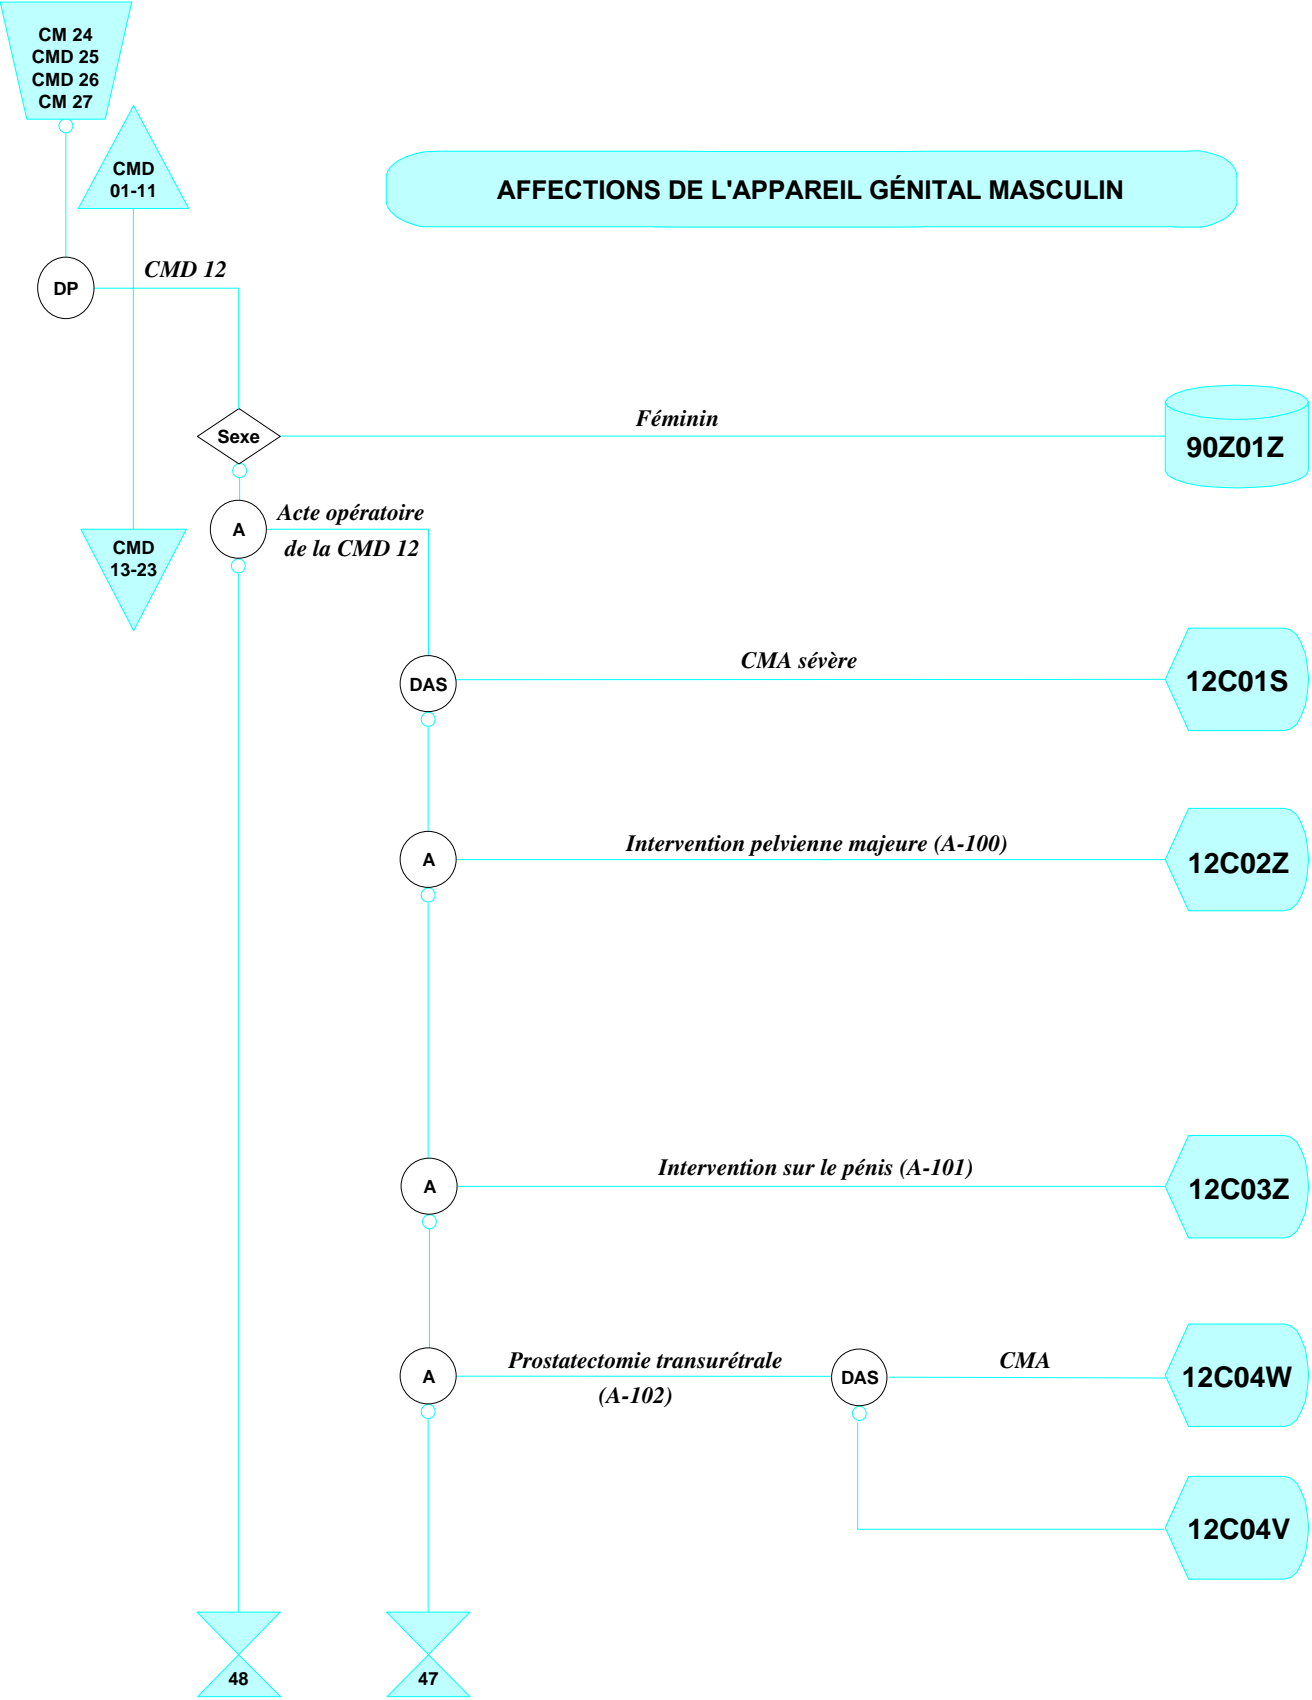 CM 24
CMD 25
CMD 26
CM 27
CMD
01-11
AFFECTIONS DE L'APPAREIL GÉNITAL MASCULIN
DP
CMD 12
Sexe
Féminin
90Z01Z
A
Acte opératoire
de la CMD 12
CMD
13-23
DAS
CMA sévère
12C01S
A
Intervention pelvienne majeure (A-100)
12C02Z
A
Intervention sur le pénis (A-101)
12C03Z
A
Prostatectomie transurétrale
(A-102)
DAS
CMA
12C04W
12C04V
48
47